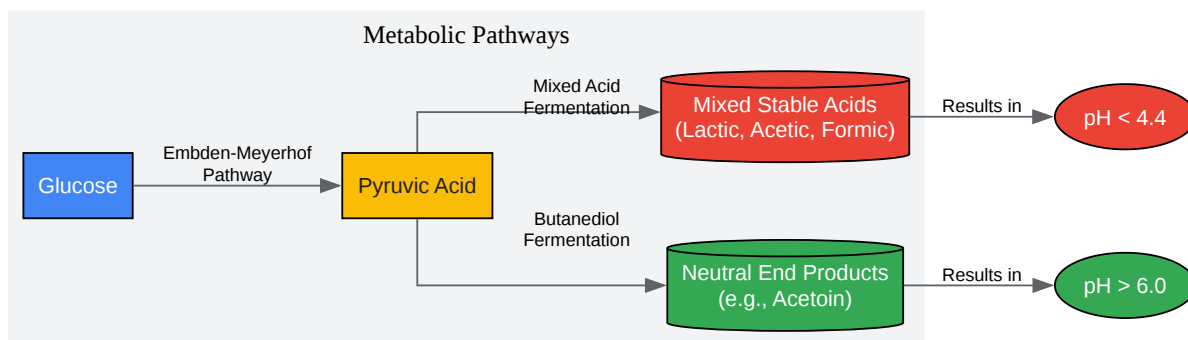 Metabolic Pathways
Glucose
Embden-Meyerhof
Pathway
Pyruvic Acid
Mixed Acid
Fermentation
Mixed Stable Acids
(Lactic, Acetic, Formic)
Results in
pH < 4.4
Butanediol
Fermentation
Neutral End Products
(e.g., Acetoin)
Results in
pH > 6.0